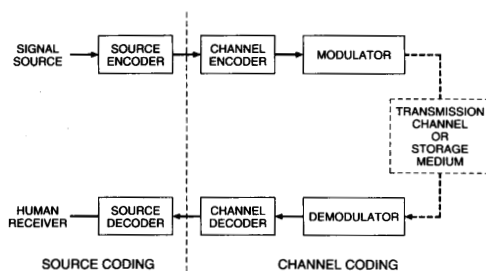 SIGNAL
SOURCE
SOURCE
ENCODER
CHANNEL
ENCODER
MODULATOR
TRANSMISSION
CHANNEL
OR
STORAGE
MEDIUM
HUMAN
RECEIVER
SOURCE
DECODER
CHANNEL
DECODER
DEMODULATOR
SOURCE CODING
CHANNEL CODING